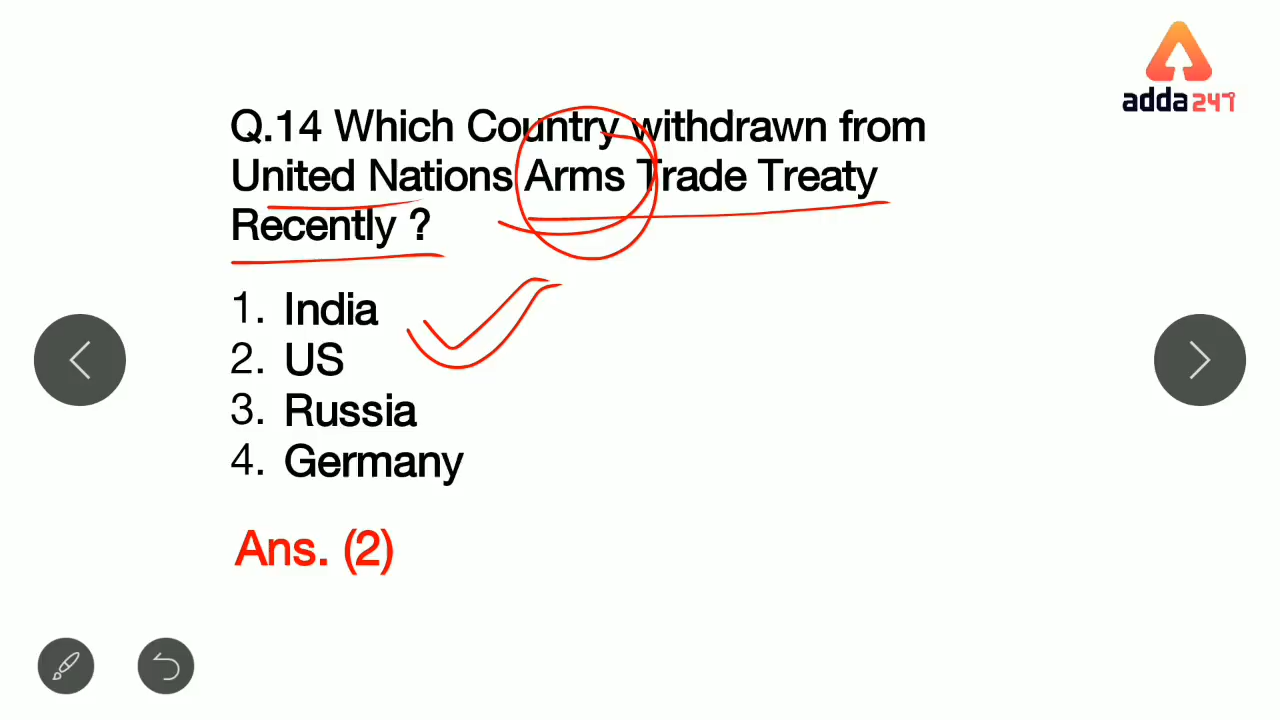 adda247
Q.14 Which Country withdrawn from
United Nations Arms Trade Treaty
Recently ?
1. India
2. US
3. Russia
4. Germany
Ans. (2)